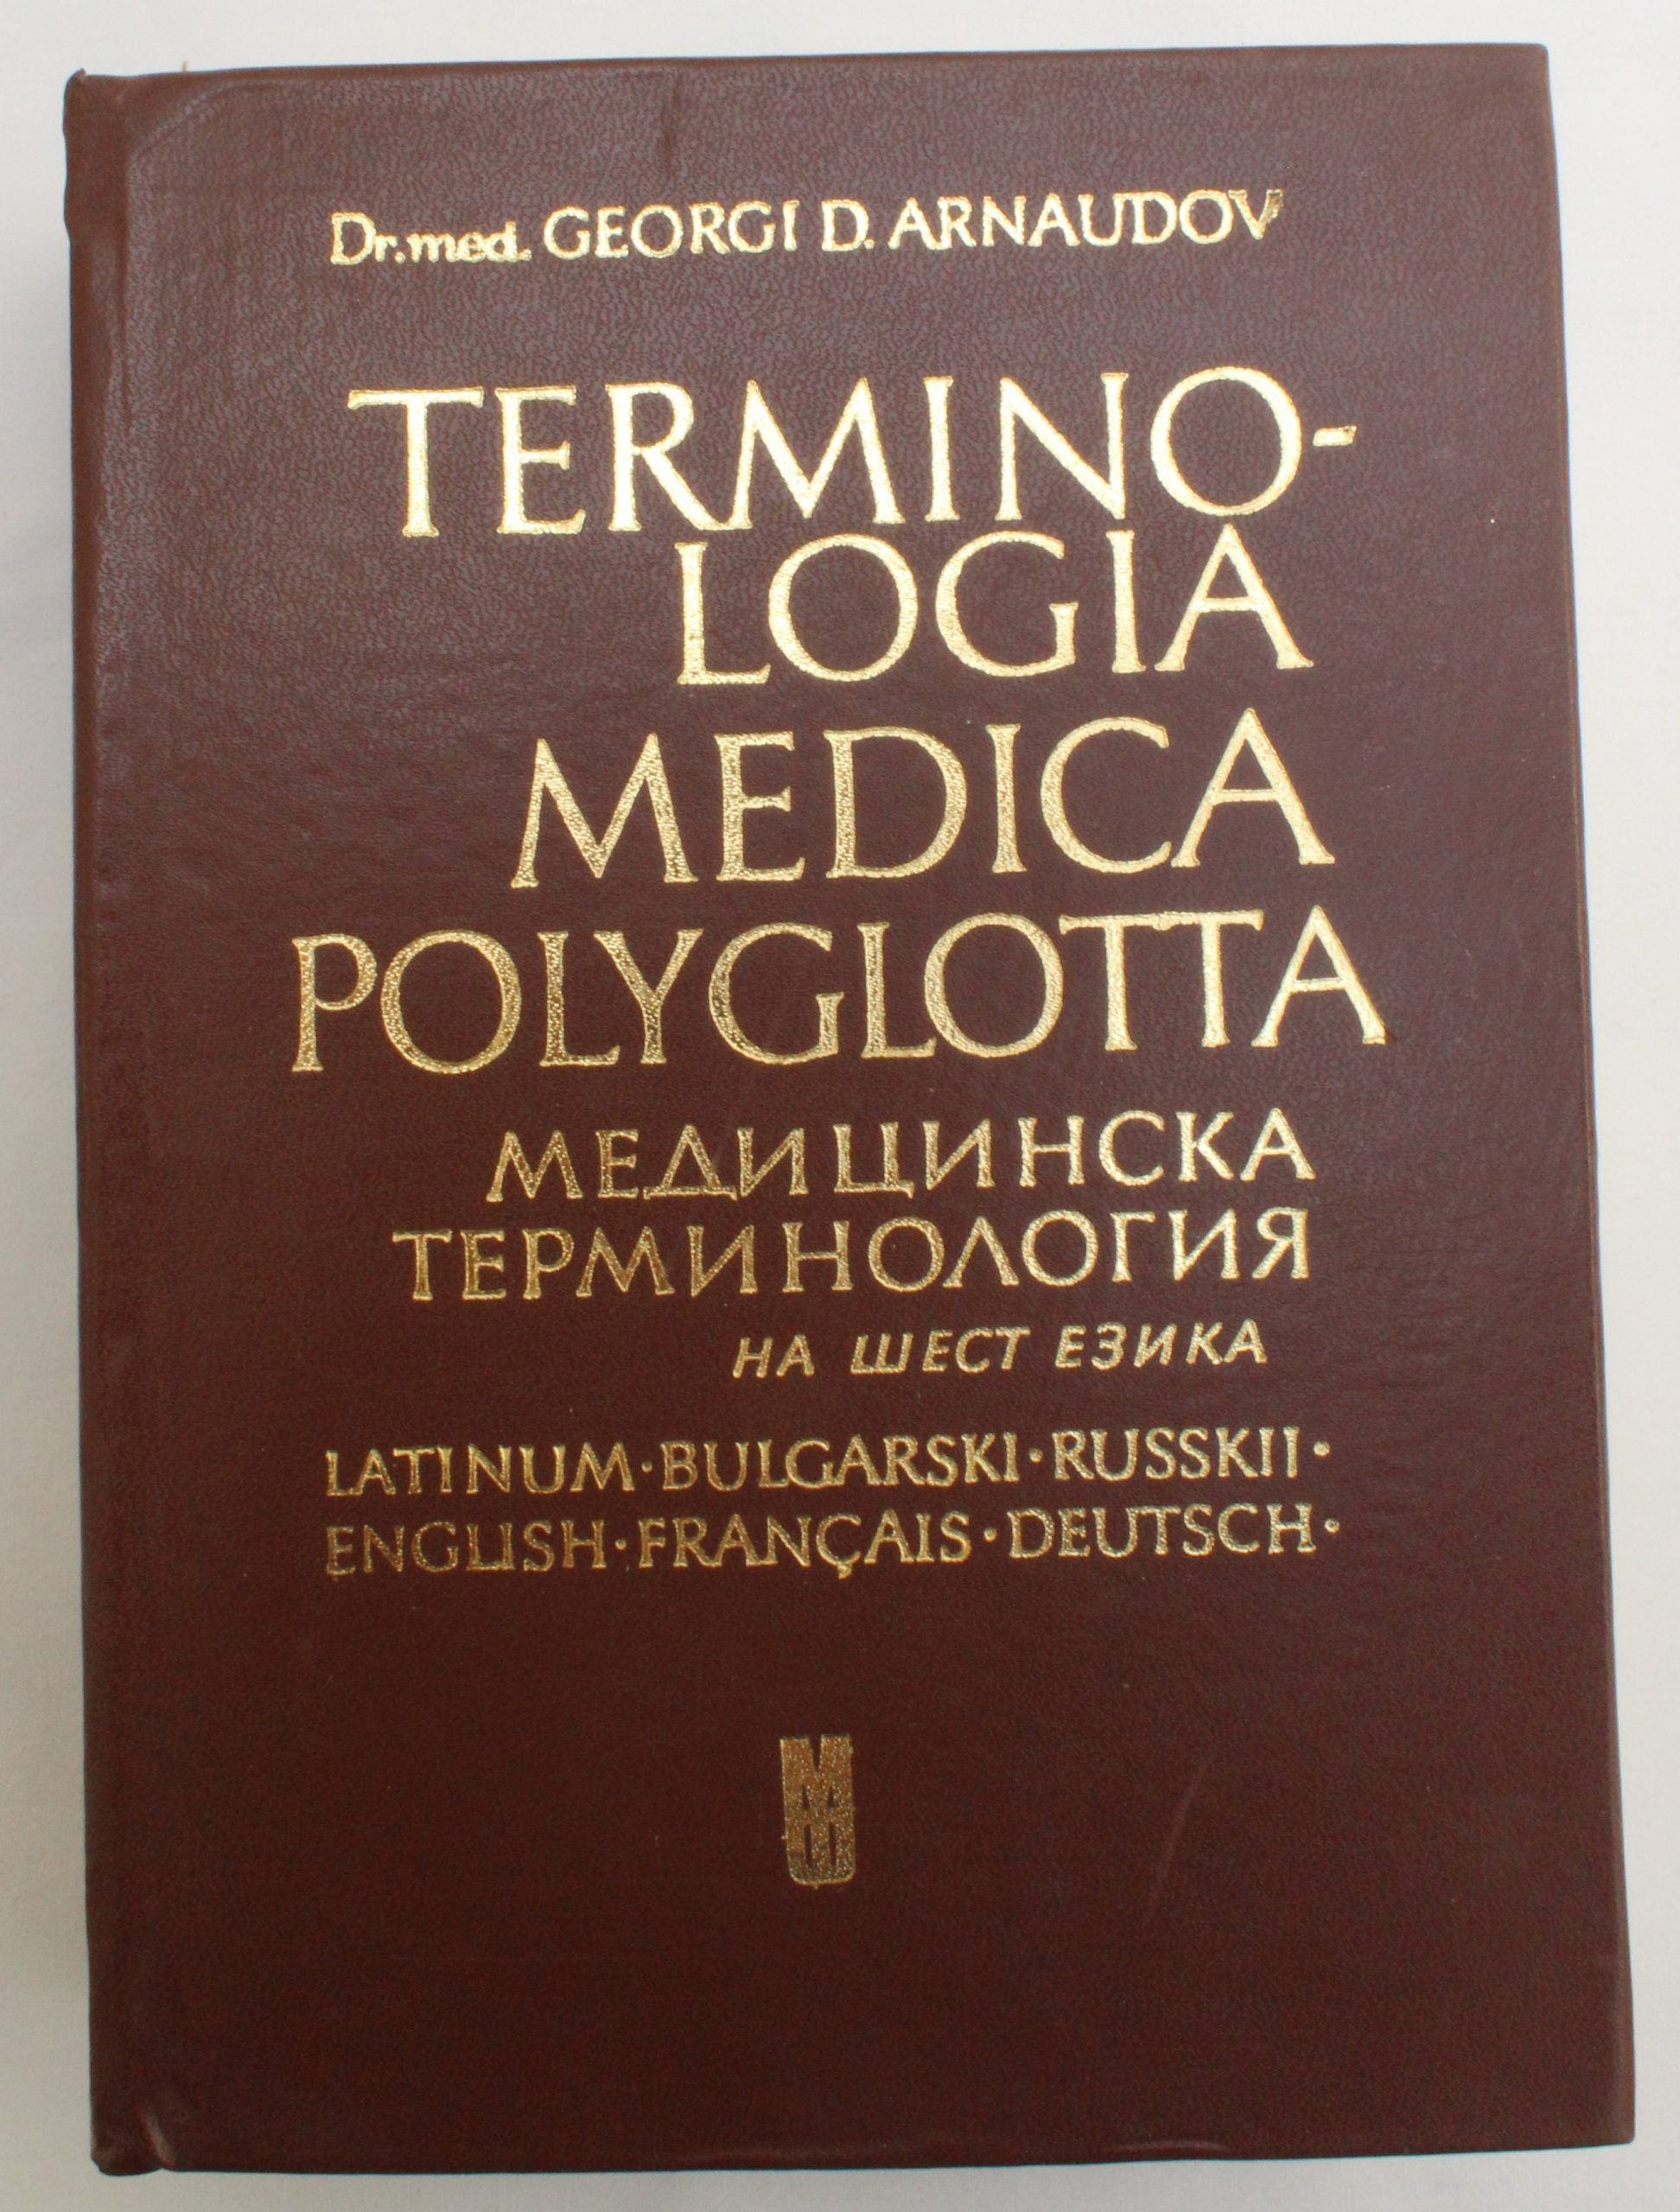 Dr. med. GEORGI D. ARNAUDOV
TERMINO-
LOGIA
MEDICA
POLYGLOTTA
МЕДИЦИНСКА
ТЕРМИНОЛОГИЯ
НА ШЕСТ ЕЗИКА
LATINUM · BULGARSKI · RUSSKII ·
ENGLISH · FRANÇAIS · DEUTSCH ·